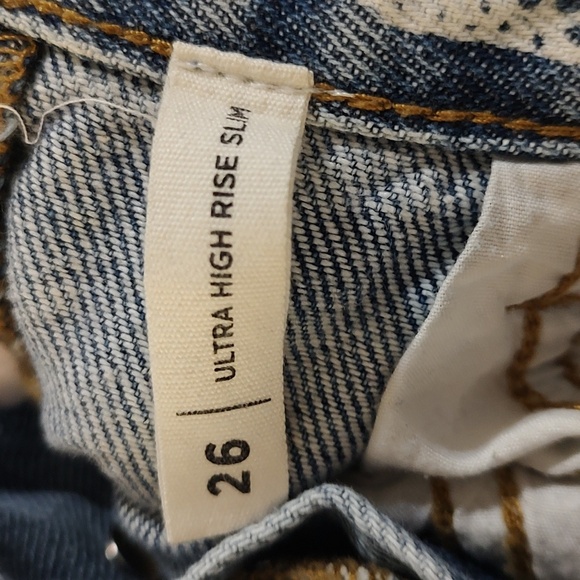 26 | ULTRA HIGH RISE SLIM